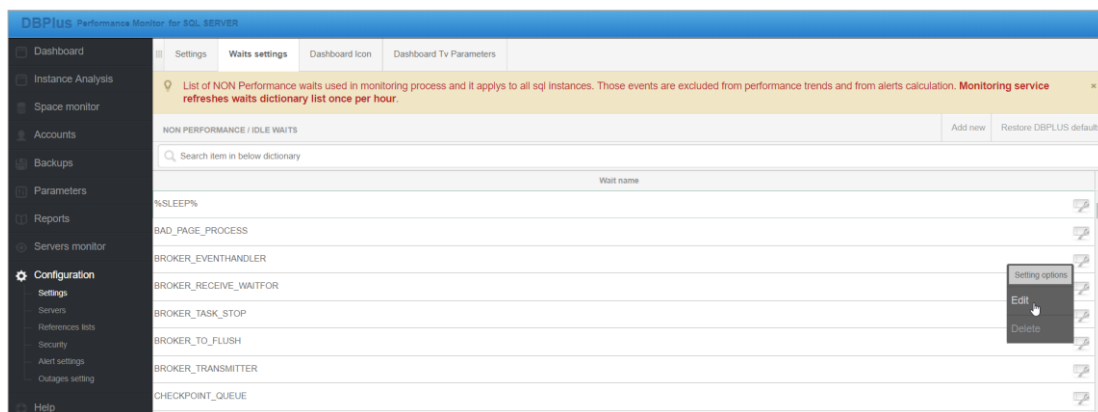 DBPlus Performance Monitor for SQL SERVER
Dashboard
Instance Analysis
Space monitor
Accounts
Backups
Parameters
Reports
Servers monitor
Configuration
Settings
Servers
References lists
Security
Alert settings
Outages setting
Help
Settings
Waits settings
Dashboard Icon
Dashboard Tv Parameters
List of NON Performance waits used in monitoring process and it applys to all sql instances. Those events are excluded from performance trends and from alerts calculation. Monitoring service
refreshes waits dictionary list once per hour.
NON PERFORMANCE / IDLE WAITS
Add new
Restore DBPLUS default
Search item in below dictionary
Wait name
%SLEEP%
BAD_PAGE_PROCESS
BROKER_EVENTHANDLER
BROKER_RECEIVE_WAITFOR
BROKER_TASK_STOP
BROKER_TO_FLUSH
BROKER_TRANSMITTER
CHECKPOINT_QUEUE
Setting options
Edit
Delete